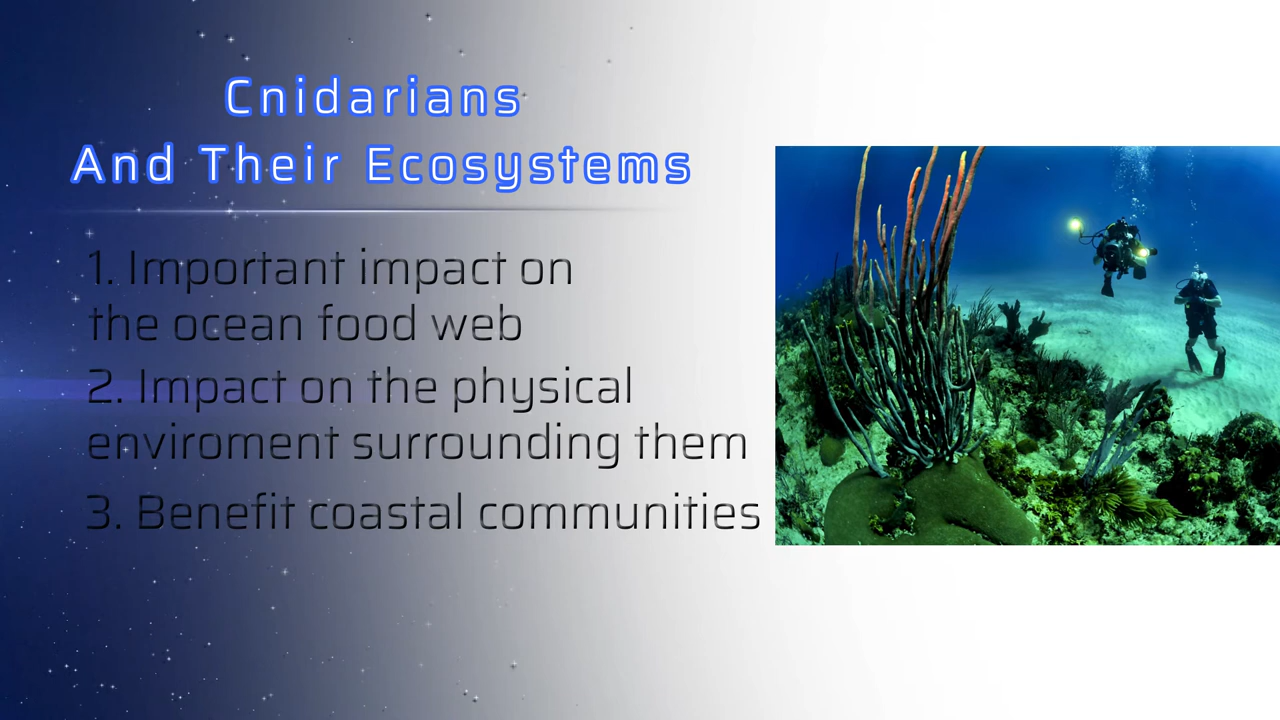 Cnidarians
And Their Ecosystems
1. Important impact on
the ocean food web
2. Impact on the physical
enviroment surrounding them
3. Benefit coastal communities